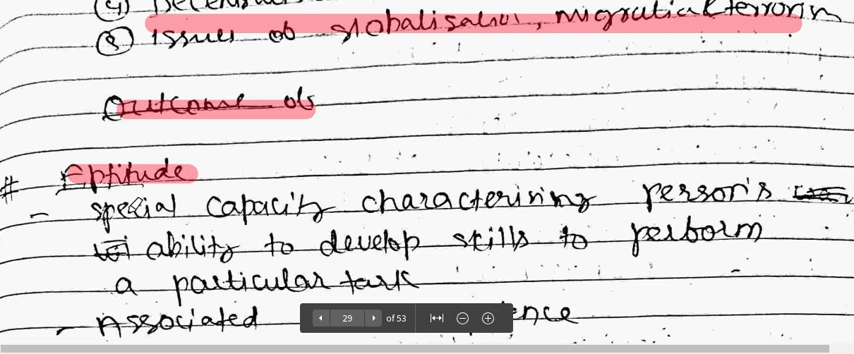 ③ Issues of globalisation, migration & terrorism
Outcome of
# Aptitude
- special capacity characterising person's
ability to develop skills to perform
a particular task
- Associated
29 of 53